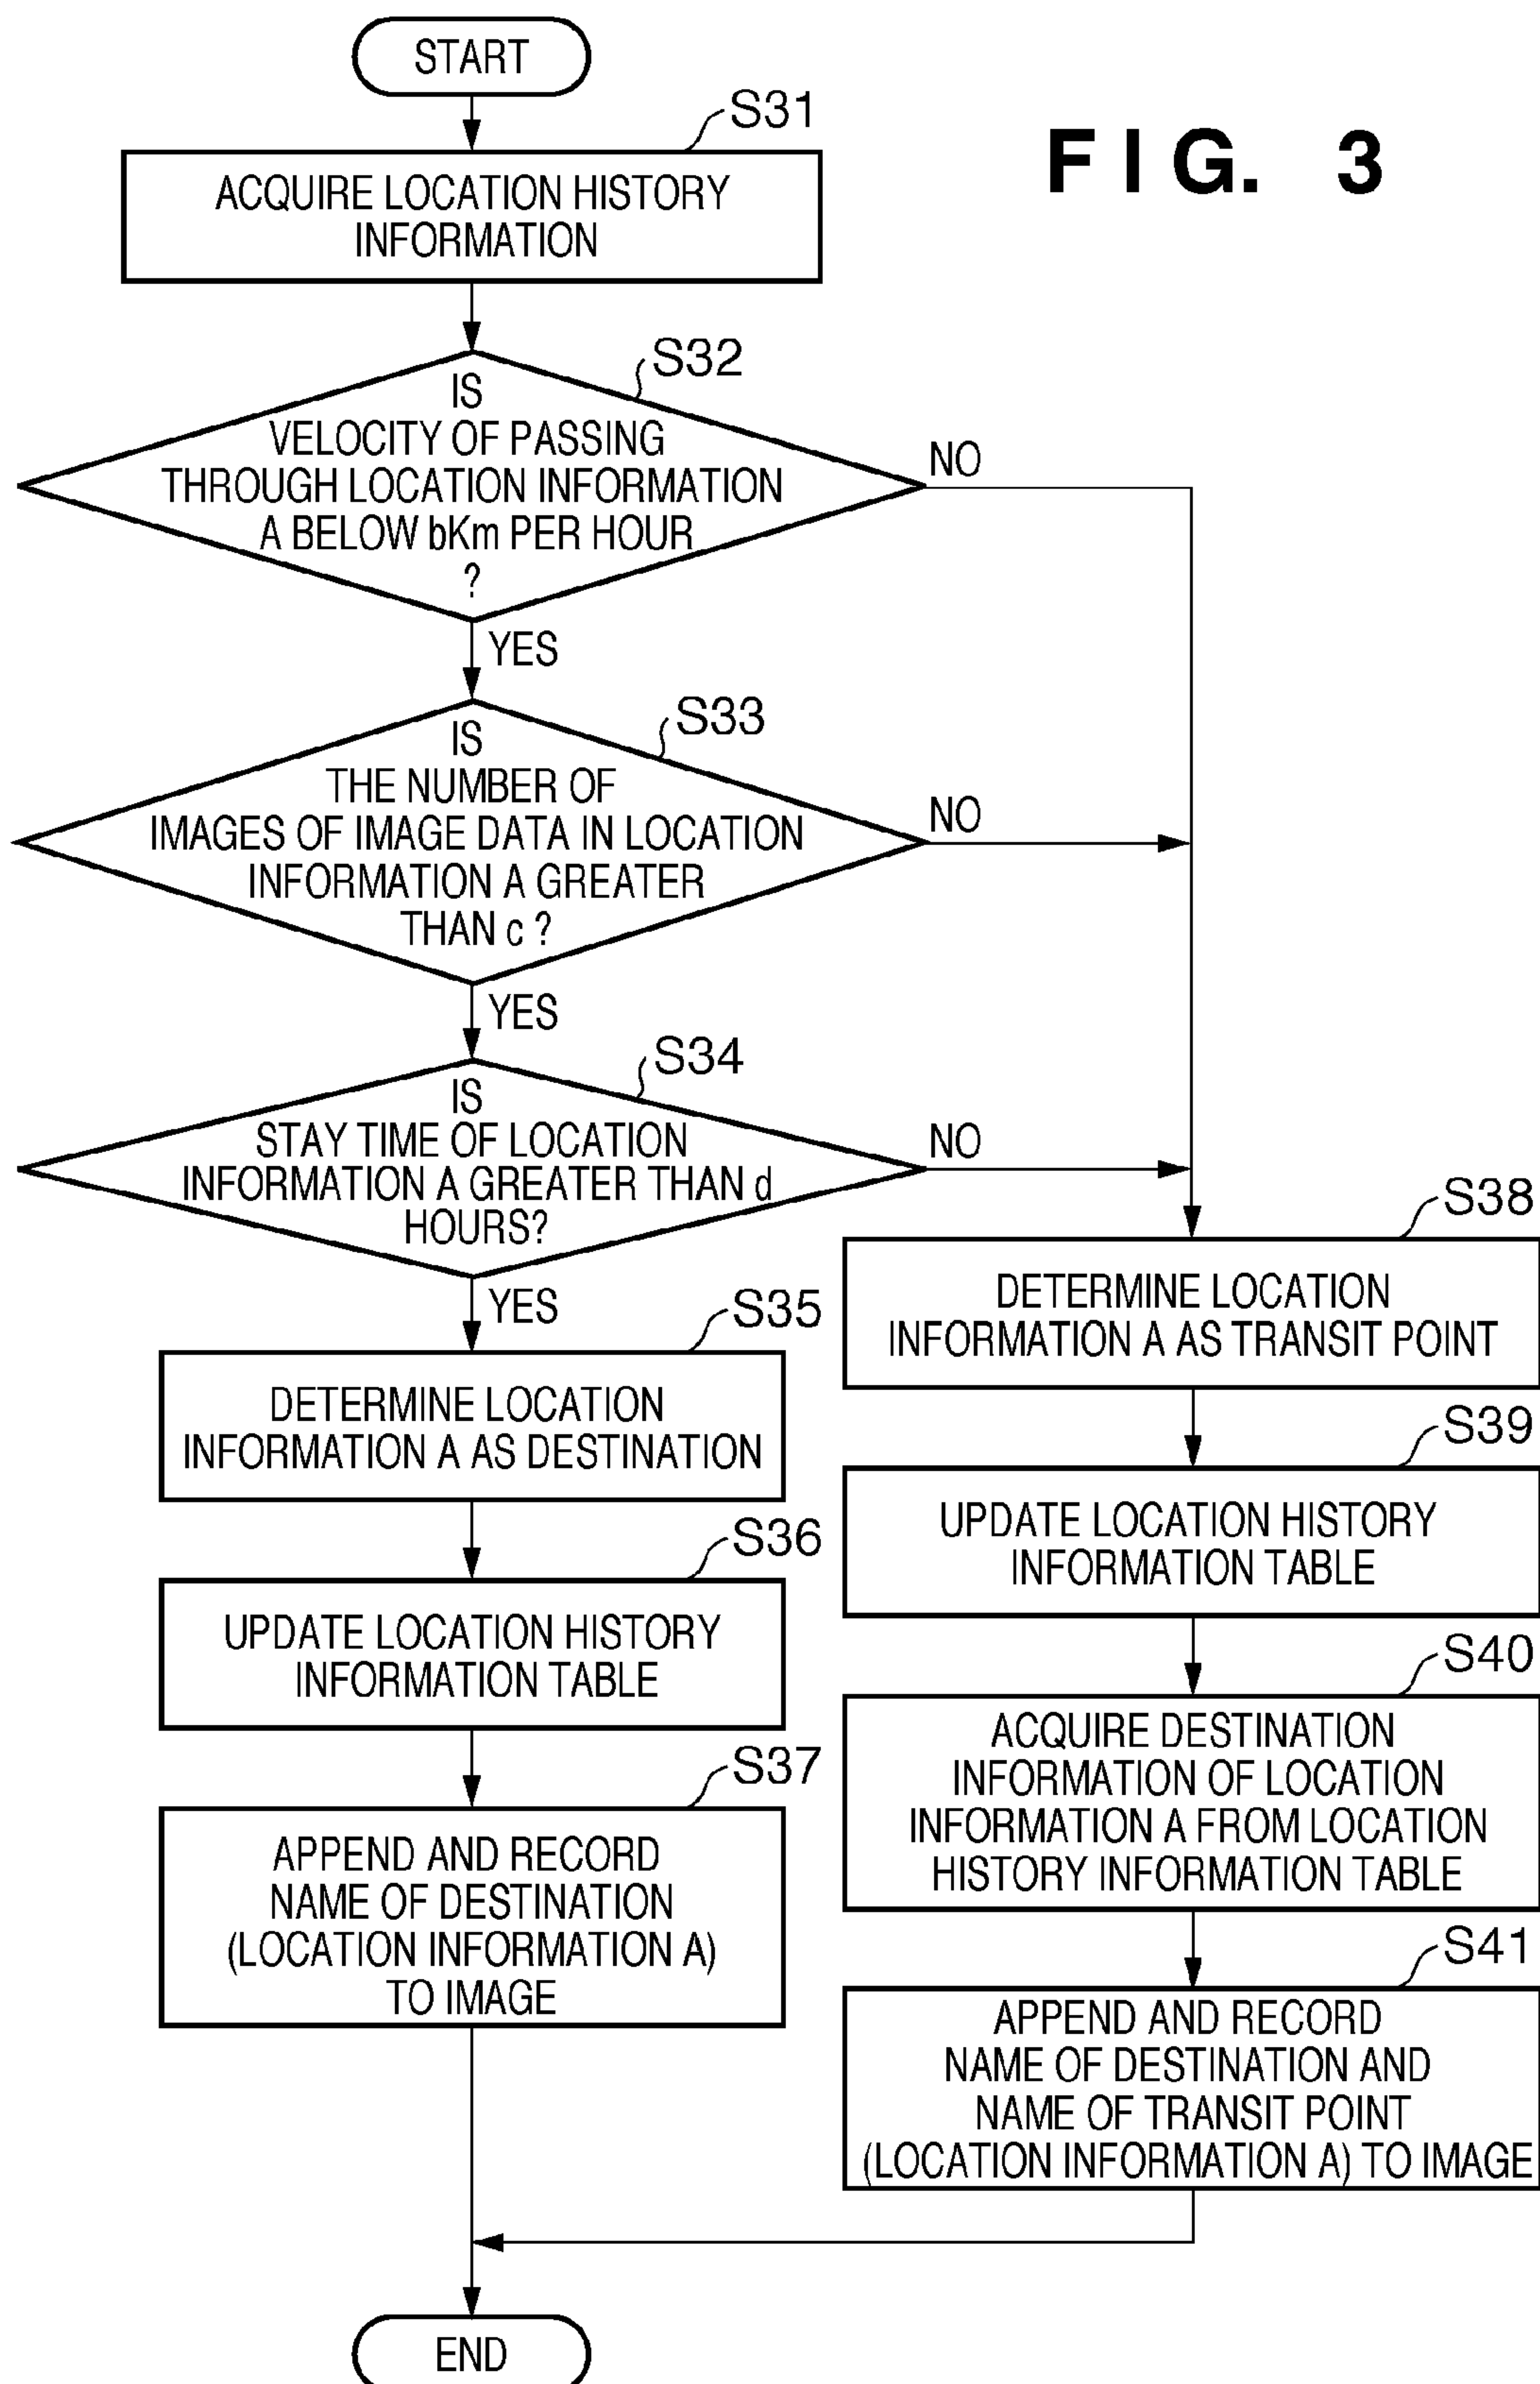 START
FIG. 3
S31
ACQUIRE LOCATION HISTORY
INFORMATION
S32
IS
VELOCITY OF PASSING
THROUGH LOCATION INFORMATION
A BELOW bKm PER HOUR
?
NO
YES
S33
IS
THE NUMBER OF
IMAGES OF IMAGE DATA IN LOCATION
INFORMATION A GREATER
THAN c ?
NO
YES
S34
IS
STAY TIME OF LOCATION
INFORMATION A GREATER THAN d
HOURS?
NO
YES
S35
DETERMINE LOCATION
INFORMATION A AS DESTINATION
S36
UPDATE LOCATION HISTORY
INFORMATION TABLE
S37
APPEND AND RECORD
NAME OF DESTINATION
(LOCATION INFORMATION A)
TO IMAGE
S38
DETERMINE LOCATION
INFORMATION A AS TRANSIT POINT
S39
UPDATE LOCATION HISTORY
INFORMATION TABLE
S40
ACQUIRE DESTINATION
INFORMATION OF LOCATION
INFORMATION A FROM LOCATION
HISTORY INFORMATION TABLE
S41
APPEND AND RECORD
NAME OF DESTINATION AND
NAME OF TRANSIT POINT
(LOCATION INFORMATION A) TO IMAGE
END